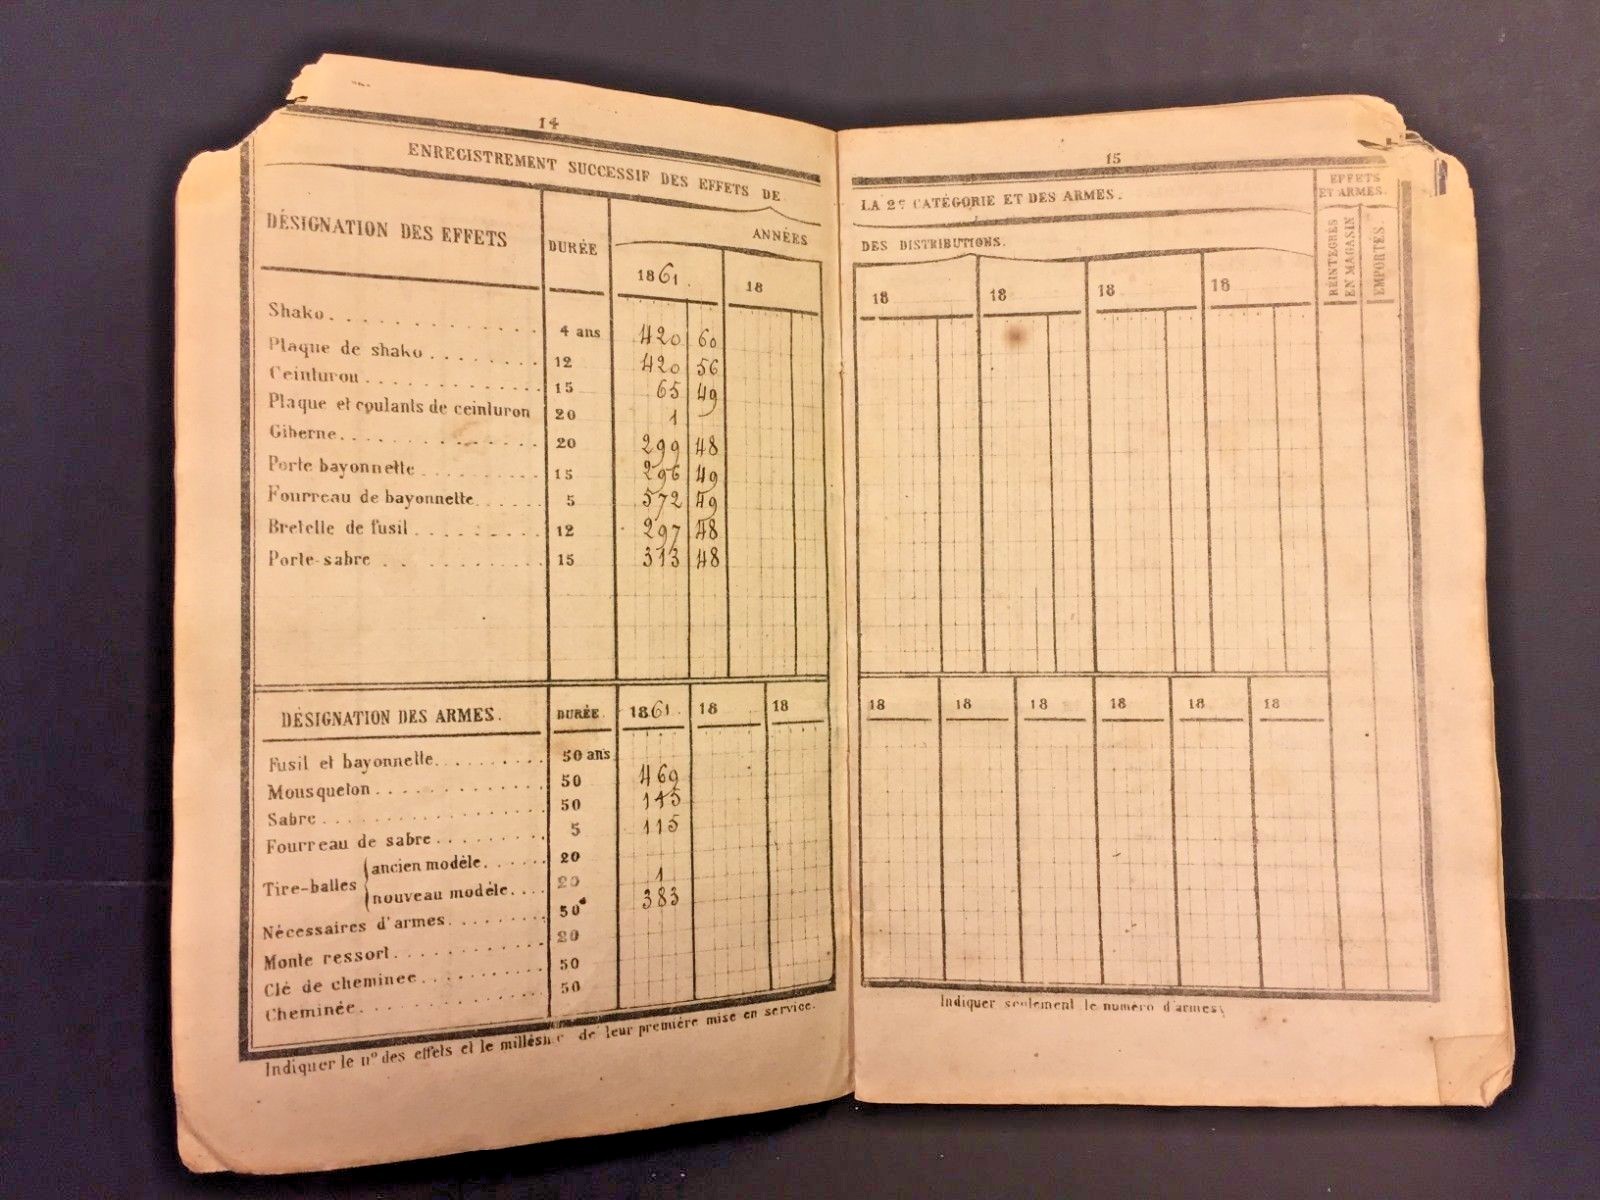 14
ENREGISTREMENT SUCCESSIF DES EFFETS DE
DÉSIGNATION DES EFFETS DURÉE ANNÉES
1861. 18
Shako 4 ans 420 60
Plaque de shako 12 420 56
Ceinturon 15 65 49
Plaque et coulants de ceinturon 20 1
Giberne 20 299 48
Porte bayonnette 15 296 49
Fourreau de bayonnette 5 572 49
Bretelle de fusil 12 297 48
Porte-sabre 15 313 48
DÉSIGNATION DES ARMES. DURÉE. 1861. 18 18
Fusil et bayonnette 50 ans
Mousqueton 50 469
Sabre 50 145
Fourreau de sabre 5 115
Tire-balles
ancien modèle 20
nouveau modèle 20 1
Nécessaires d'armes 50 383
Monte ressort 20
Clé de cheminée 50
Cheminée 50
Indiquer le nº des effets et le millésime de leur première mise en service.
15
LA 2e CATÉGORIE ET DES ARMES.
EFFETS ET ARMES.
DES DISTRIBUTIONS.
RÉINTÉGRÉS EN MAGASIN
EMPORTÉS.
18 18 18 18
18 18 18 18 18 18
Indiquer seulement le numéro d'armes.